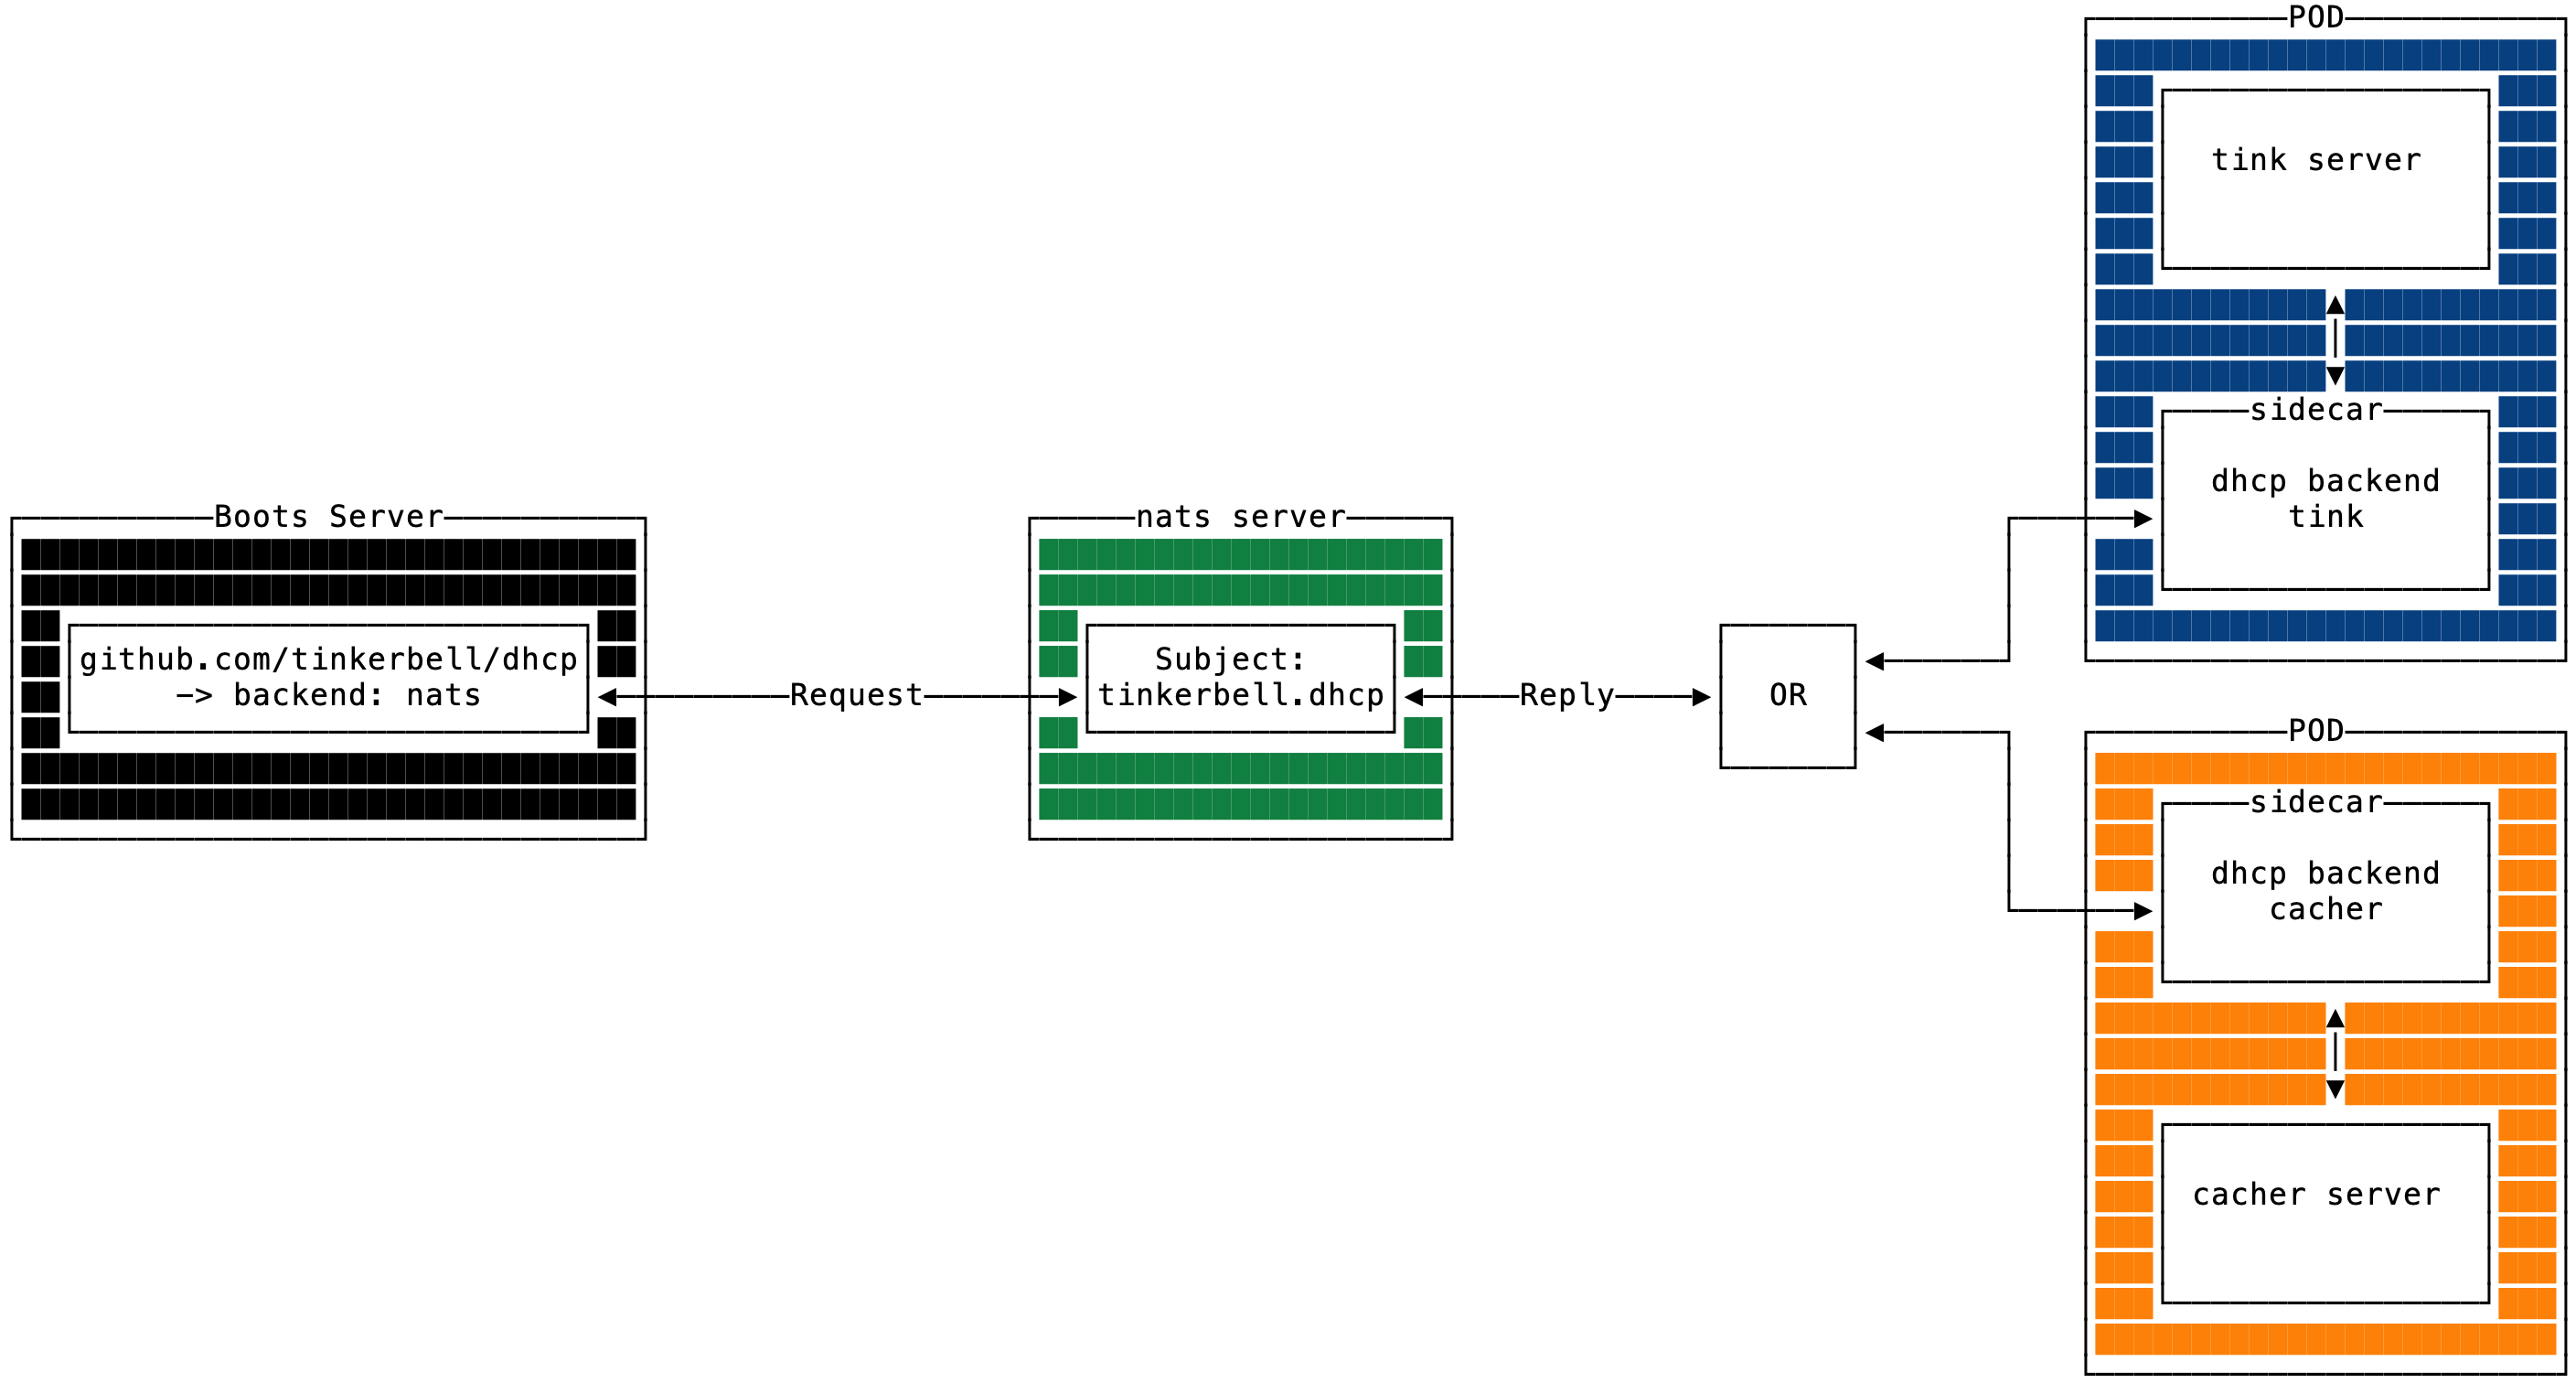 POD
tink server
sidecar
dhcp backend
tink
Boots Server
github.com/tinkerbell/dhcp
-> backend: nats
Request
nats server
Subject:
tinkerbell.dhcp
Reply
OR
POD
sidecar
dhcp backend
cacher
cacher server